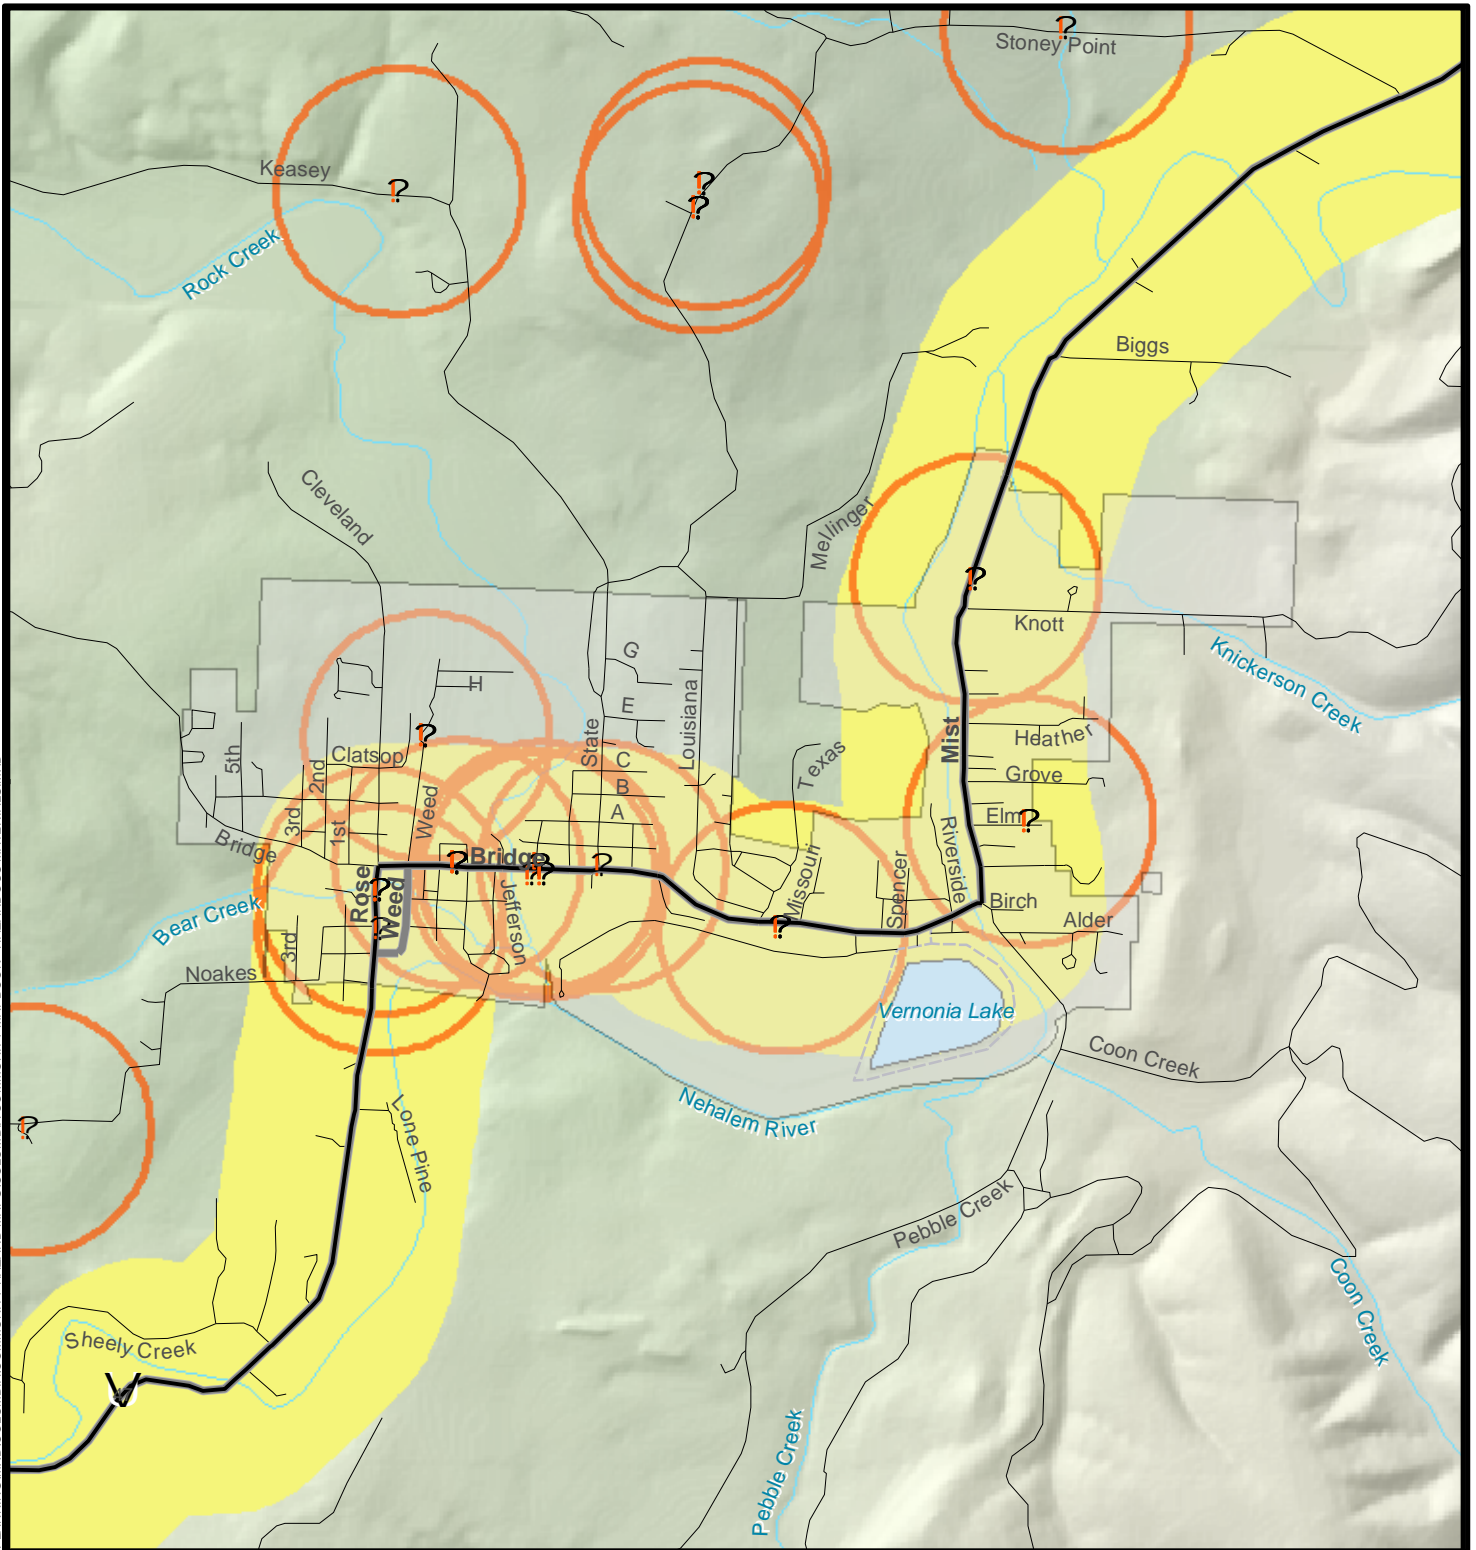 ?
Stoney Point
Keasey
?
?
?
Rock Creek
Biggs
Cleveland
Mellinger
?
Knott
Knickerson Creek
G
H
E
Louisiana
State
Mist
Heather
?
5th
Clatsop
2nd
C
B
A
Texas
Grove
Weed
3rd
1st
Elm
?
Riverside
Bridge
Bridge
?
?
?
?
Missouri
Spencer
Rose
?
Weed
Jefferson
Birch
Bear Creek
?
?
Alder
3rd
Noakes
Vernonia Lake
Coon Creek
Nehalem River
Lone Pine
?
Pebble Creek
Coon Creek
Sheely Creek
V
Pebble Creek